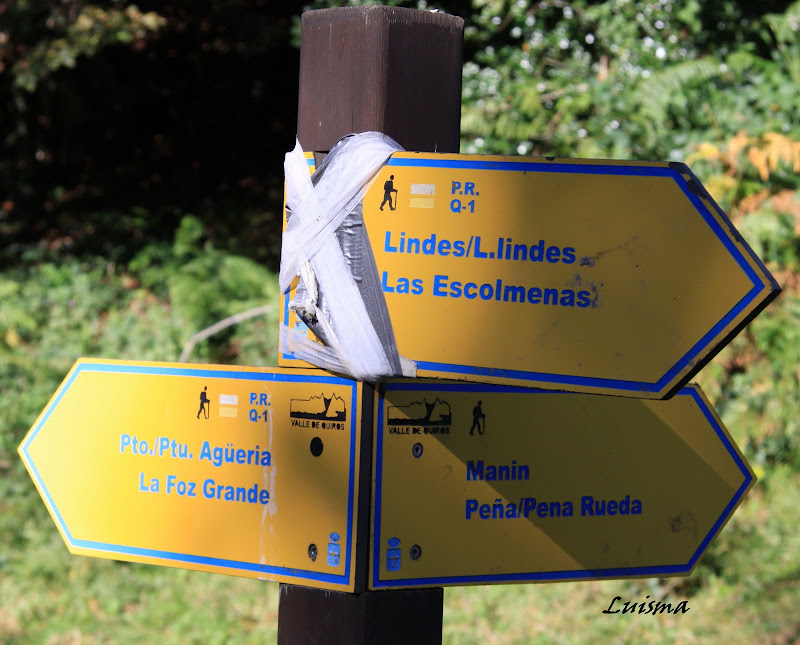 P.R.
Q-1
Lindes/L.lindes
Las Escolmenas
P.R.
Q-1
VALLE DE QUIROS
Pto./Ptu. Agüeria
La Foz Grande
VALLE DE QUIROS
Manin
Peña/Pena Rueda
Luisma